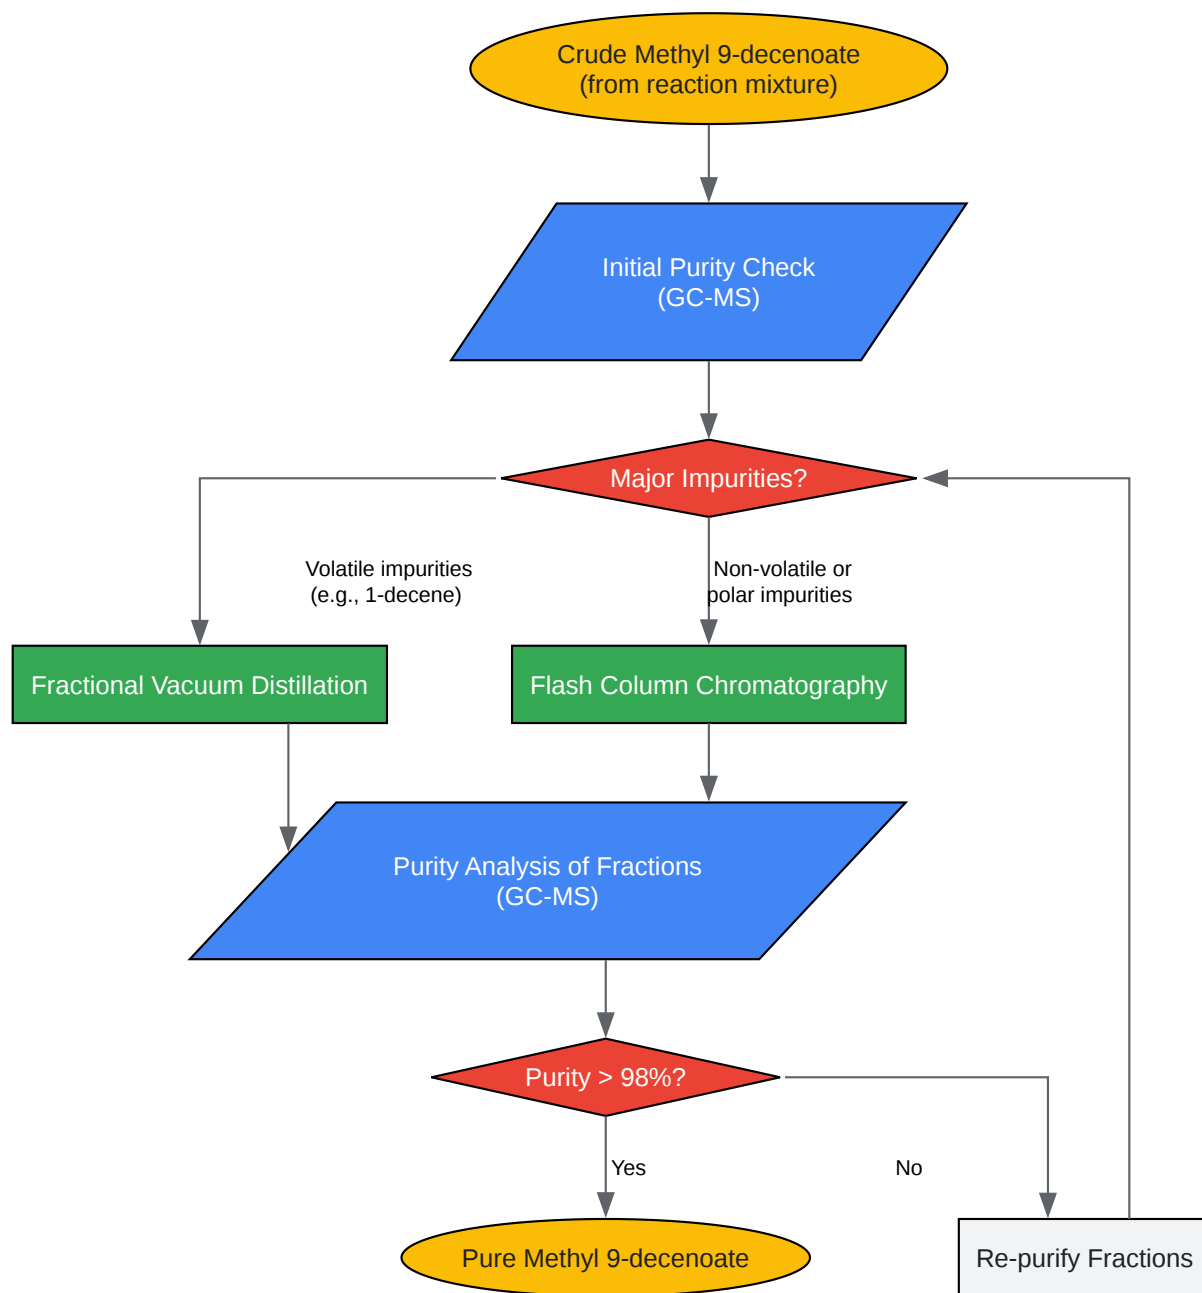 Crude Methyl 9-decenoate
(from reaction mixture)
Initial Purity Check
(GC-MS)
Major Impurities?
Volatile impurities
(e.g., 1-decene)
Non-volatile or
polar impurities
Fractional Vacuum Distillation
Flash Column Chromatography
Purity Analysis of Fractions
(GC-MS)
Purity > 98%?
Yes
No
Pure Methyl 9-decenoate
Re-purify Fractions